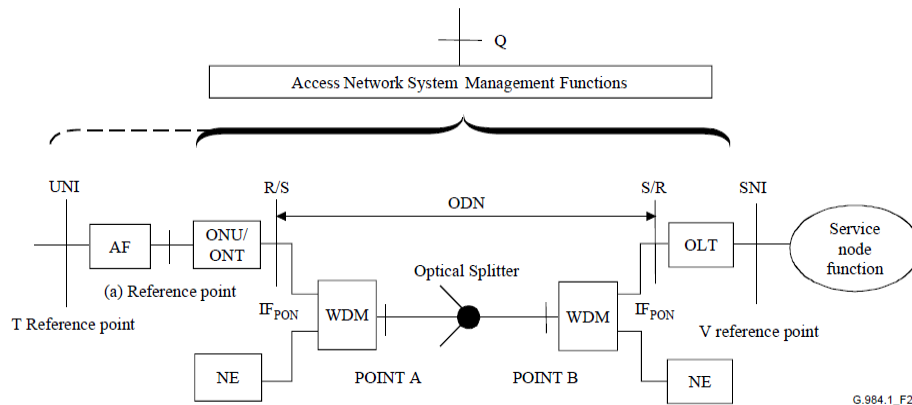 Q
Access Network System Management Functions
UNI
R/S
S/R
SNI
ODN
AF
ONU/
ONT
OLT
Service
node
function
(a) Reference point
Optical Splitter
T Reference point
IFPON
WDM
WDM
IFPON
V reference point
NE
POINT A
POINT B
NE
G.984.1_F2